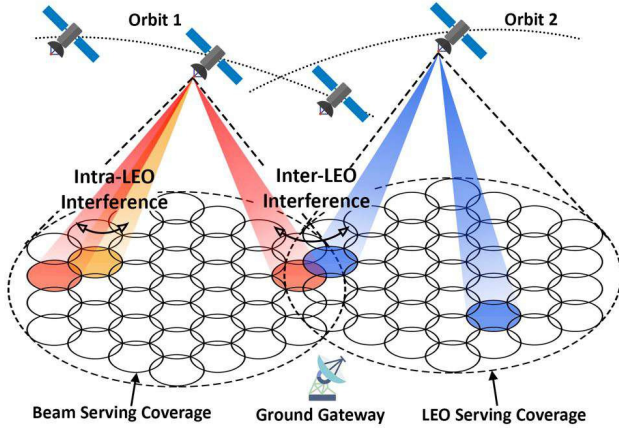 Orbit 1
Orbit 2
Intra-LEO
Interference
Inter-LEO
Interference
Beam Serving Coverage
Ground Gateway
LEO Serving Coverage